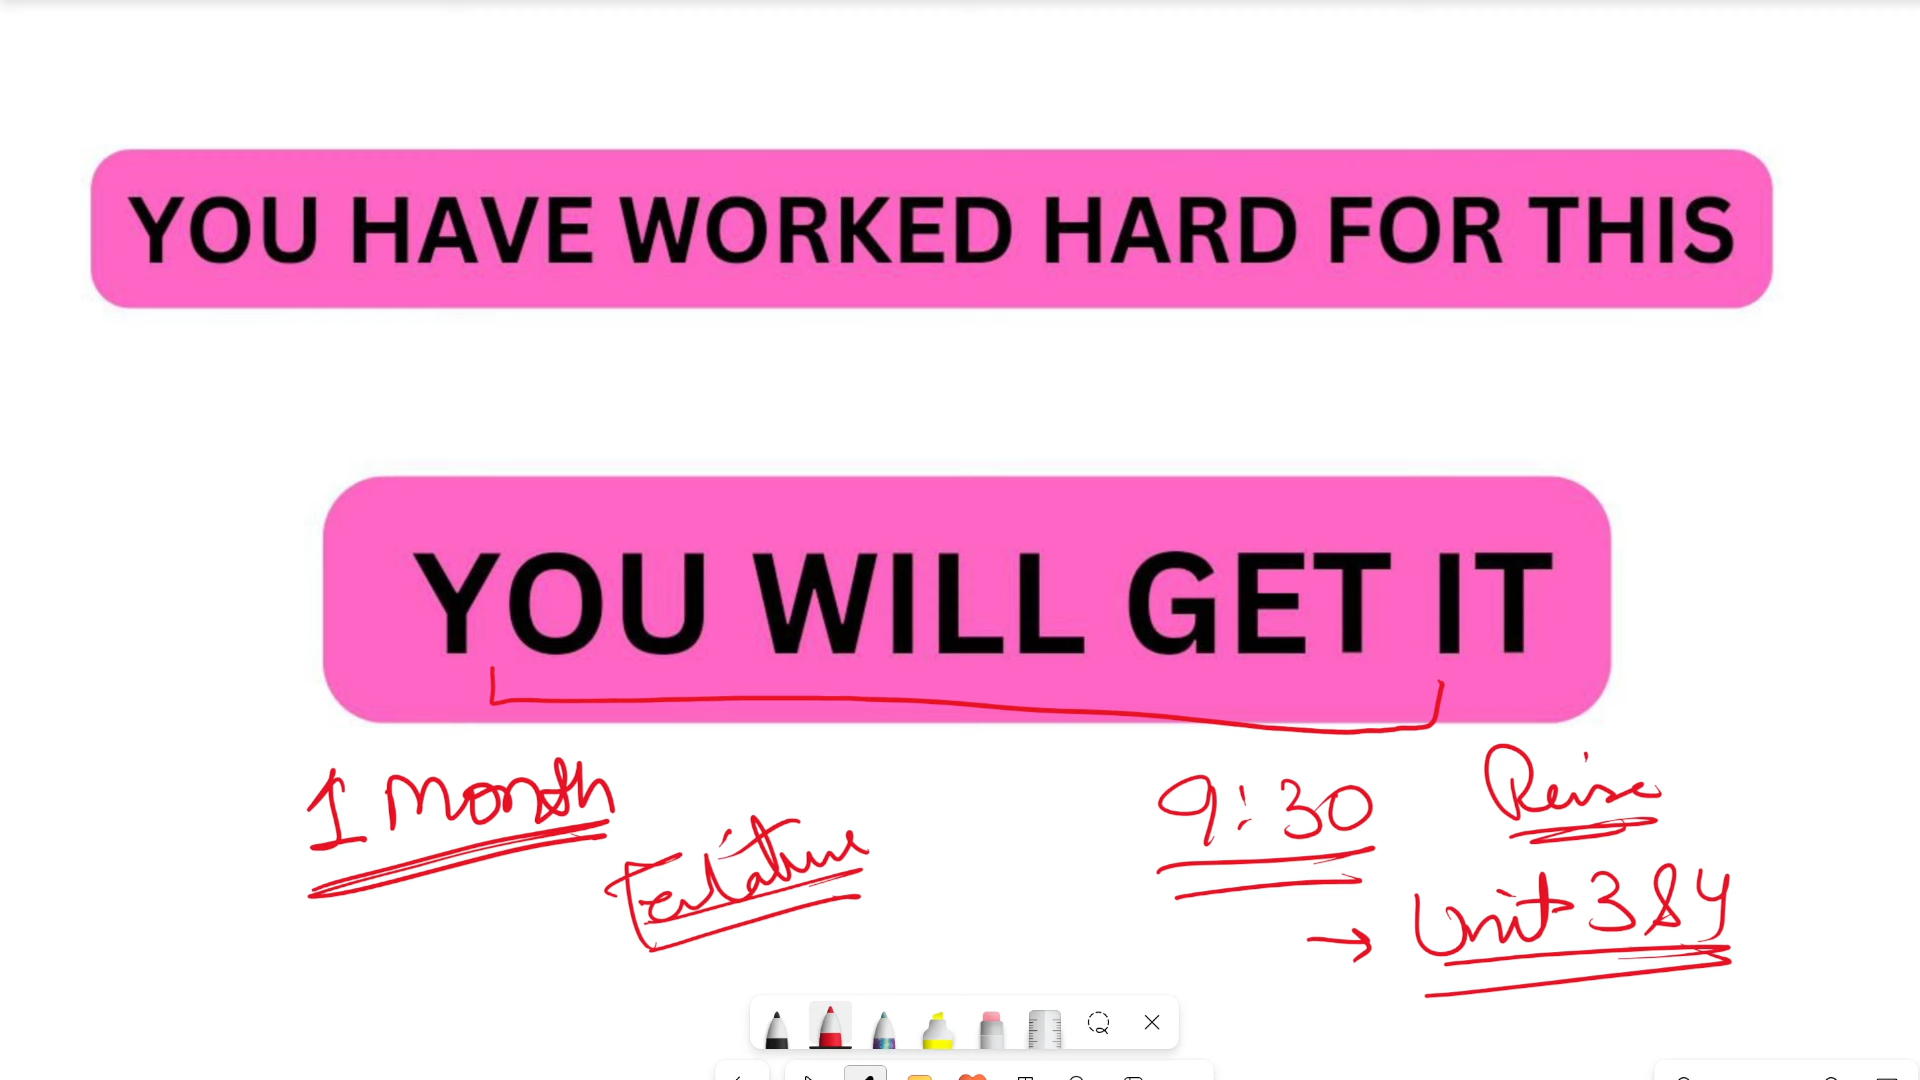 YOU HAVE WORKED HARD FOR THIS
YOU WILL GET IT
1 Month
Tentative
9:30
Revise
→ Unit 3 & 4